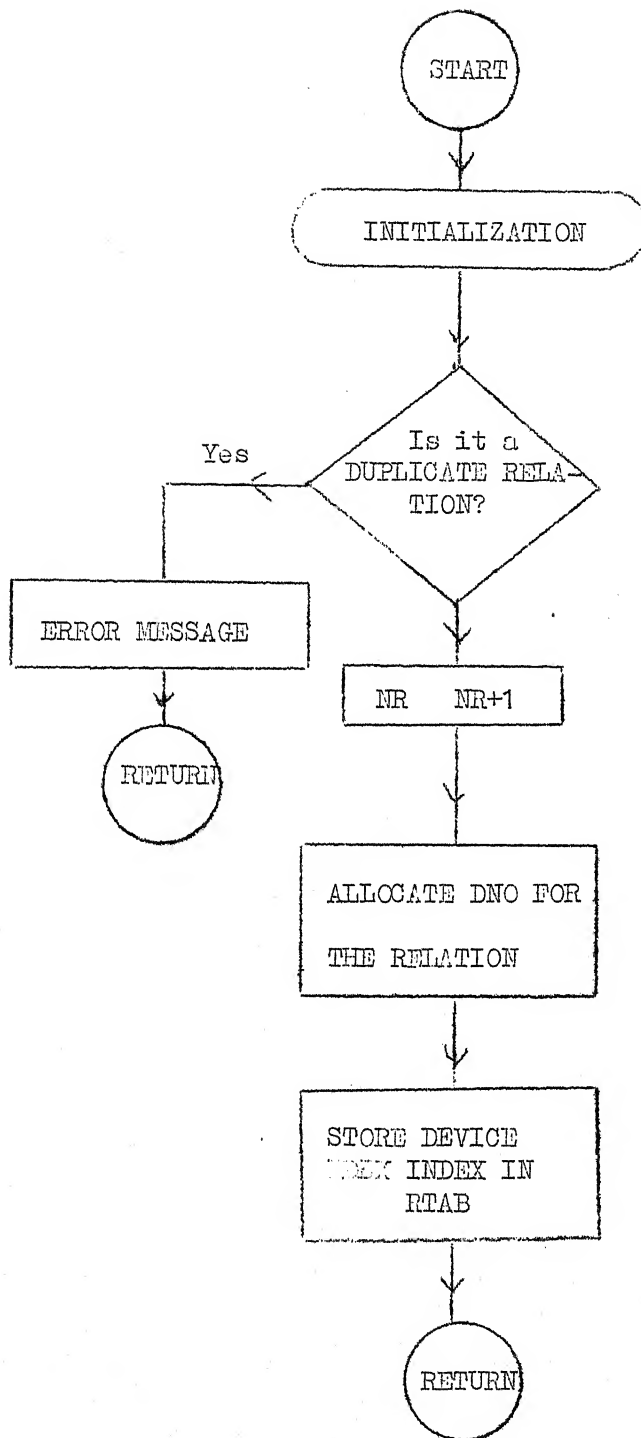 START
INITIALIZATION
Is it a
DUPLICATE RELA-
TION?
Yes
ERROR MESSAGE
NR NR+1
RETURN
ALLOCATE DNO FOR
THE RELATION
STORE DEVICE
INDEX IN
RTAB
RETURN